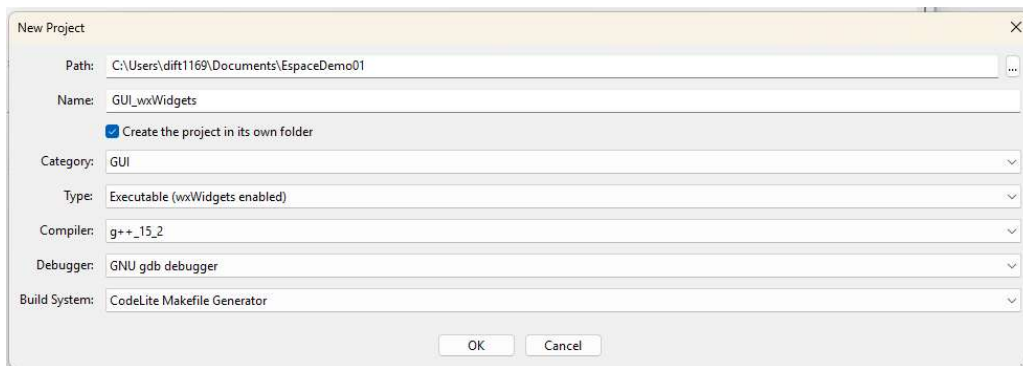 New Project
Path: C:\Users\dift1169\Documents\EspaceDemo01 ...
Name: GUI_wxWidgets
Create the project in its own folder
Category: GUI
Type: Executable (wxWidgets enabled)
Compiler: g++_15_2
Debugger: GNU gdb debugger
Build System: CodeLite Makefile Generator
OK Cancel